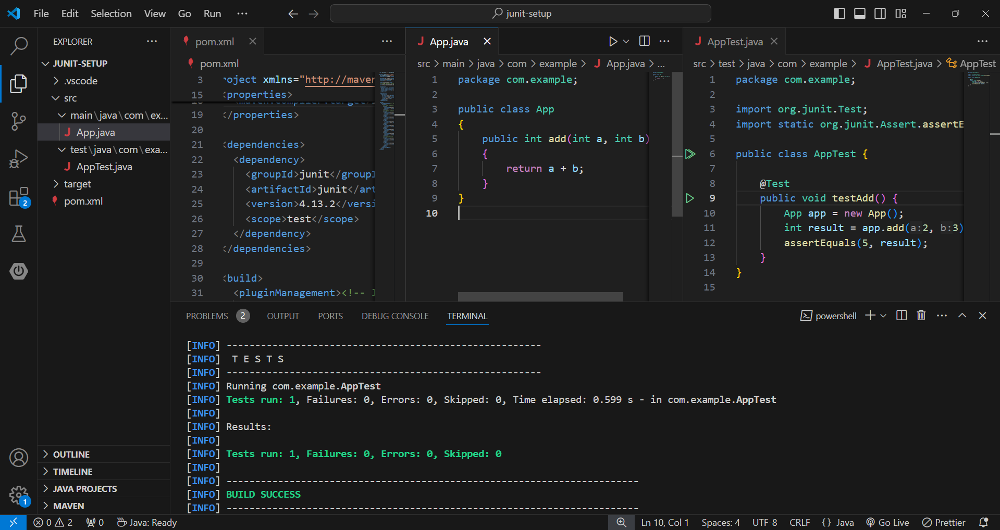 File Edit Selection View Go Run ···
junit-setup
EXPLORER ···
JUNIT-SETUP
.vscode
src
main\java\com\ex...
App.java
test\java\com\exa...
AppTest.java
target
pom.xml
OUTLINE
TIMELINE
JAVA PROJECTS
MAVEN
2
1
pom.xml
pom.xml
3 roject xmlns="http://maven
15 <properties>
19 </properties>
20
21 <dependencies>
22 <dependency>
23 <groupId>junit</groupI
24 <artifactId>junit</art
25 <version>4.13.2</versi
26 <scope>test</scope>
27 </dependency>
28 </dependencies>
29
30 <build>
31 <pluginManagement><!--
App.java
src > main > java > com > example > App.java > ...
1 package com.example;
2
3 public class App
4 {
5 public int add(int a, int b)
6 {
7 return a + b;
8 }
9 }
10
AppTest.java
src > test > java > com > example > AppTest.java > AppTest
1 package com.example;
2
3 import org.junit.Test;
4 import static org.junit.Assert.assertE
5
6 public class AppTest {
7
8 @Test
9 public void testAdd() {
10 App app = new App();
11 int result = app.add(a:2, b:3)
12 assertEquals(5, result);
13 }
14 }
15
PROBLEMS 2 OUTPUT PORTS DEBUG CONSOLE TERMINAL
powershell
[INFO] -------------------------------------------------------
[INFO] T E S T S
[INFO] -------------------------------------------------------
[INFO] Running com.example.AppTest
[INFO] Tests run: 1, Failures: 0, Errors: 0, Skipped: 0, Time elapsed: 0.599 s - in com.example.AppTest
[INFO]
[INFO] Results:
[INFO]
[INFO] Tests run: 1, Failures: 0, Errors: 0, Skipped: 0
[INFO]
[INFO] ------------------------------------------------------------------------
[INFO] BUILD SUCCESS
[INFO] ------------------------------------------------------------------------
0 2 0 Java: Ready
Ln 10, Col 1 Spaces: 4 UTF-8 CRLF {} Java Go Live Prettier